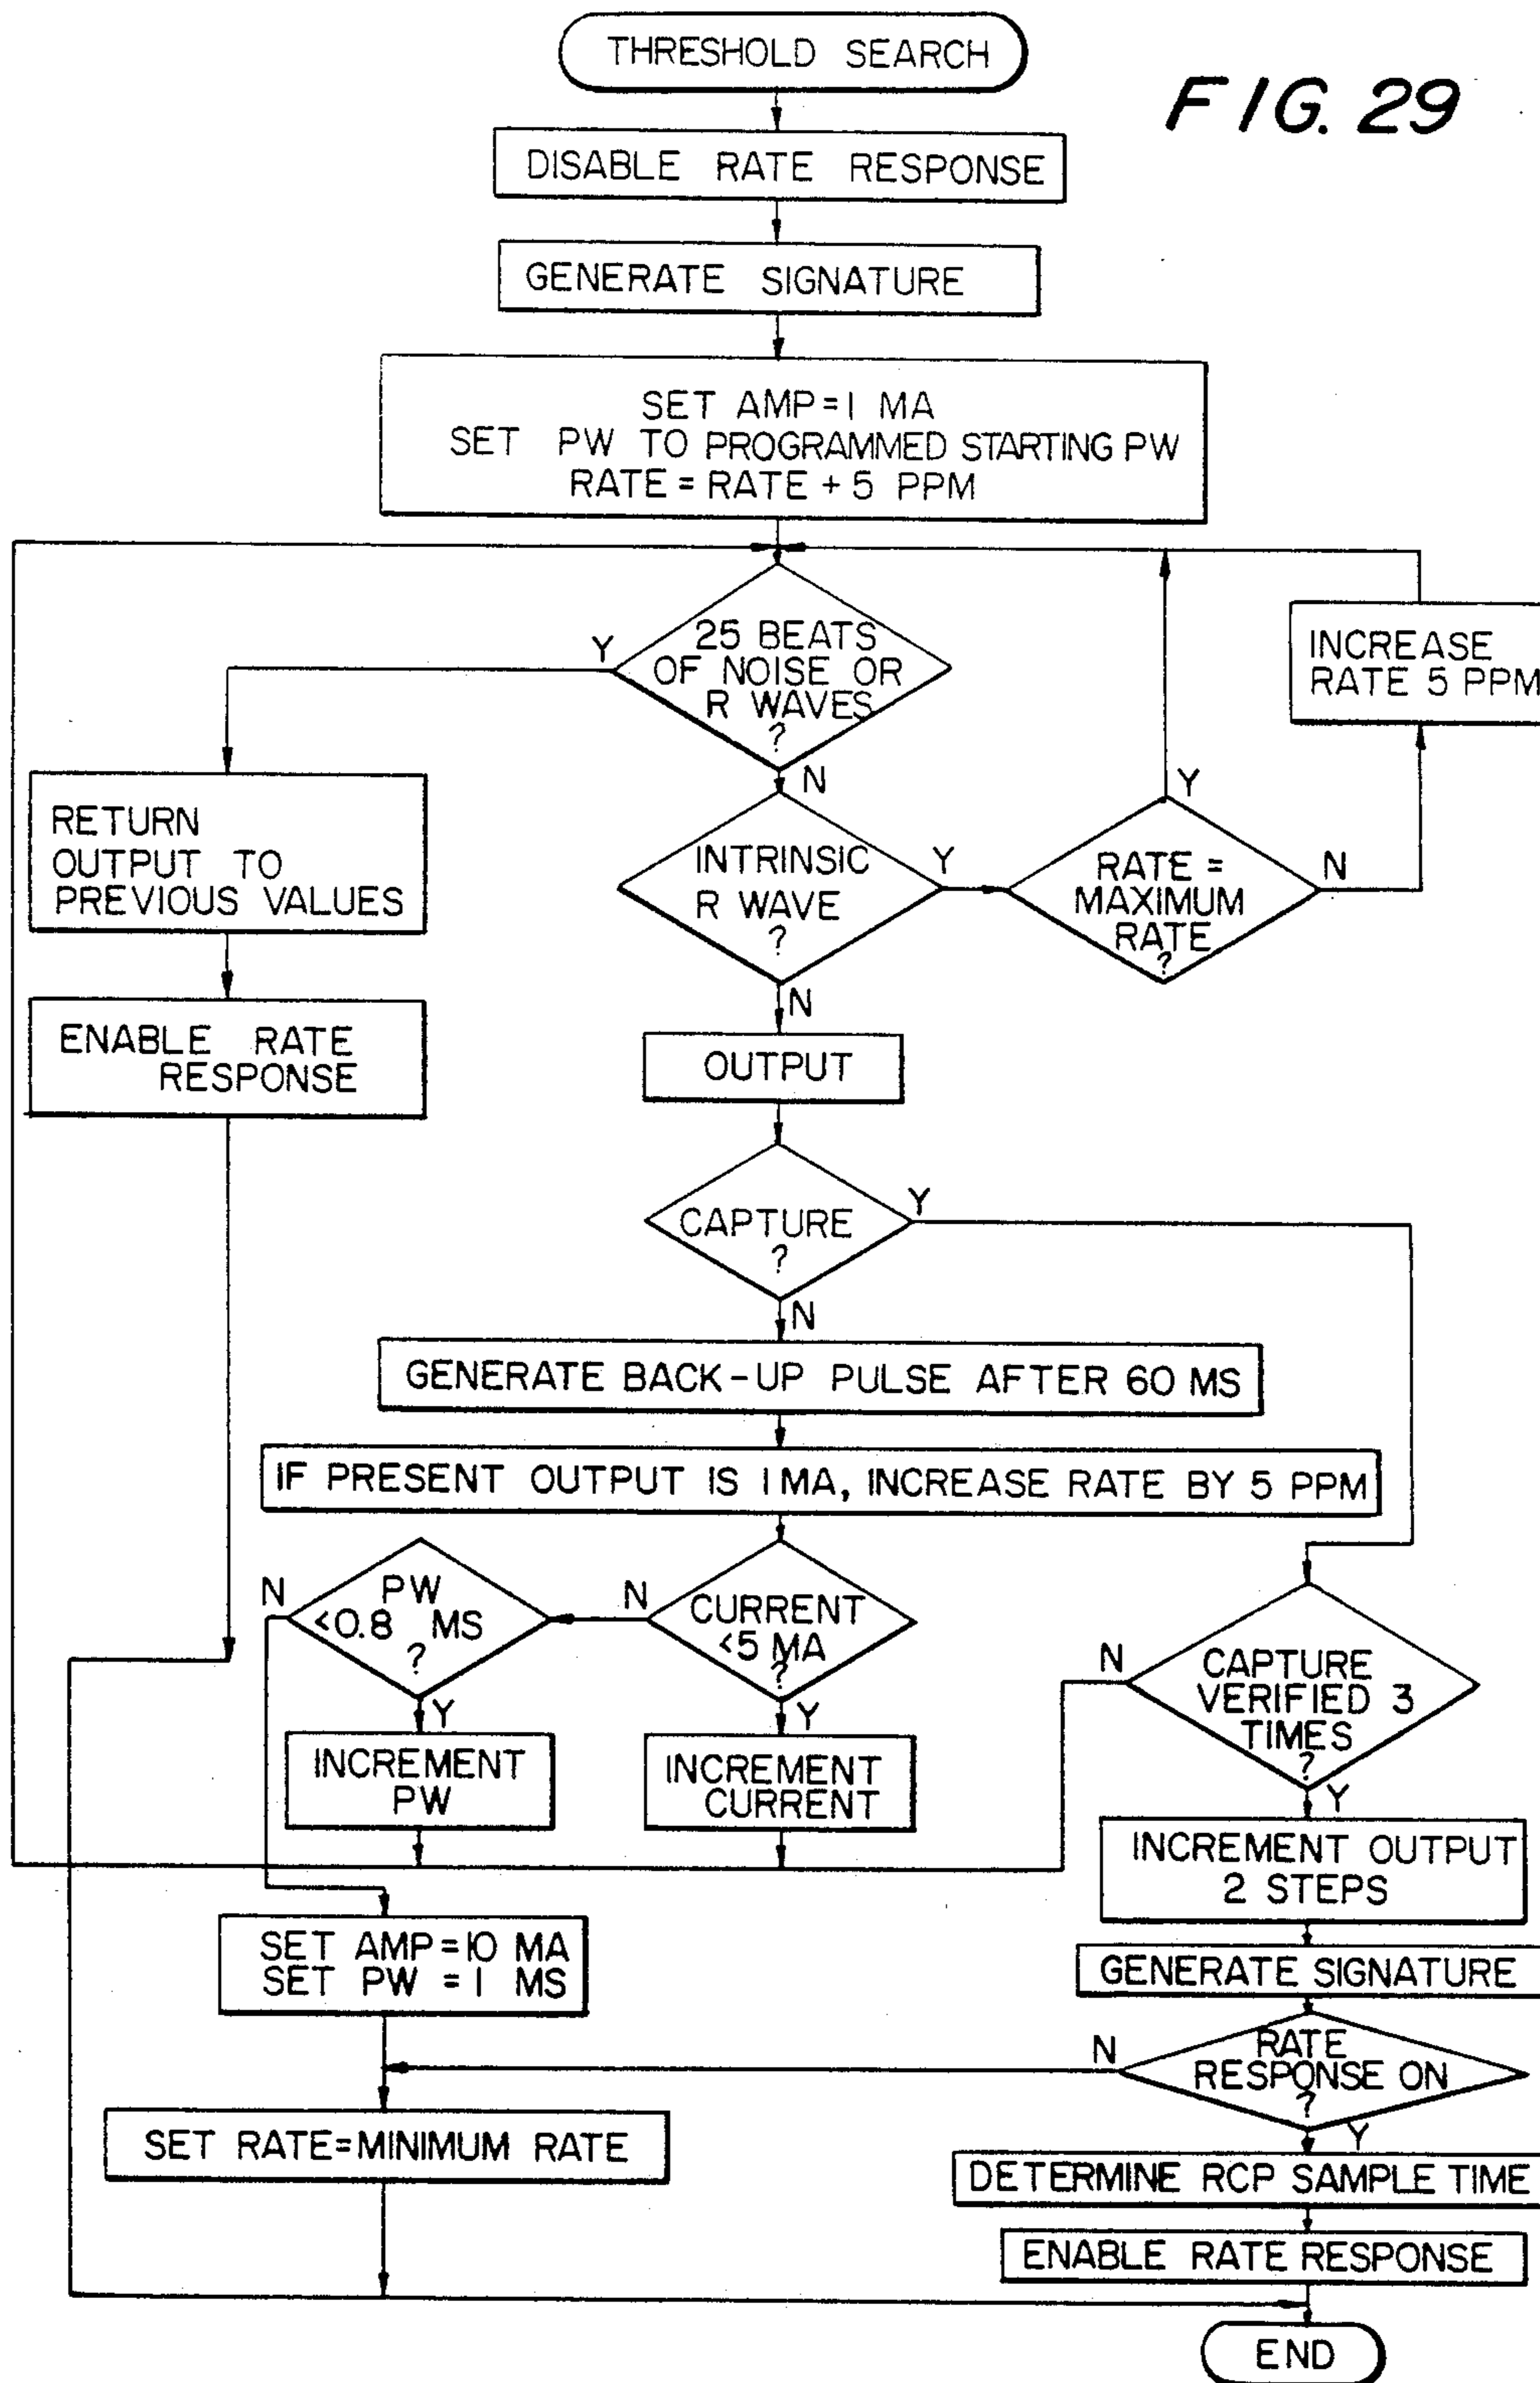 THRESHOLD SEARCH
FIG. 29
DISABLE RATE RESPONSE
GENERATE SIGNATURE
SET AMP=1 MA
SET PW TO PROGRAMMED STARTING PW
RATE = RATE + 5 PPM
25 BEATS
OF NOISE OR
R WAVES
?
Y
N
INCREASE
RATE 5 PPM
RETURN
OUTPUT TO
PREVIOUS VALUES
INTRINSIC
R WAVE
?
Y
N
RATE =
MAXIMUM
RATE
?
Y
N
ENABLE RATE
RESPONSE
OUTPUT
CAPTURE
?
Y
N
GENERATE BACK-UP PULSE AFTER 60 MS
IF PRESENT OUTPUT IS 1 MA, INCREASE RATE BY 5 PPM
PW
<0.8 MS
?
N
Y
CURRENT
<5 MA
?
N
Y
CAPTURE
VERIFIED 3
TIMES
?
N
Y
INCREMENT
PW
INCREMENT
CURRENT
INCREMENT OUTPUT
2 STEPS
SET AMP=10 MA
SET PW = 1 MS
GENERATE SIGNATURE
RATE
RESPONSE ON
?
N
Y
SET RATE=MINIMUM RATE
DETERMINE RCP SAMPLE TIME
ENABLE RATE RESPONSE
END